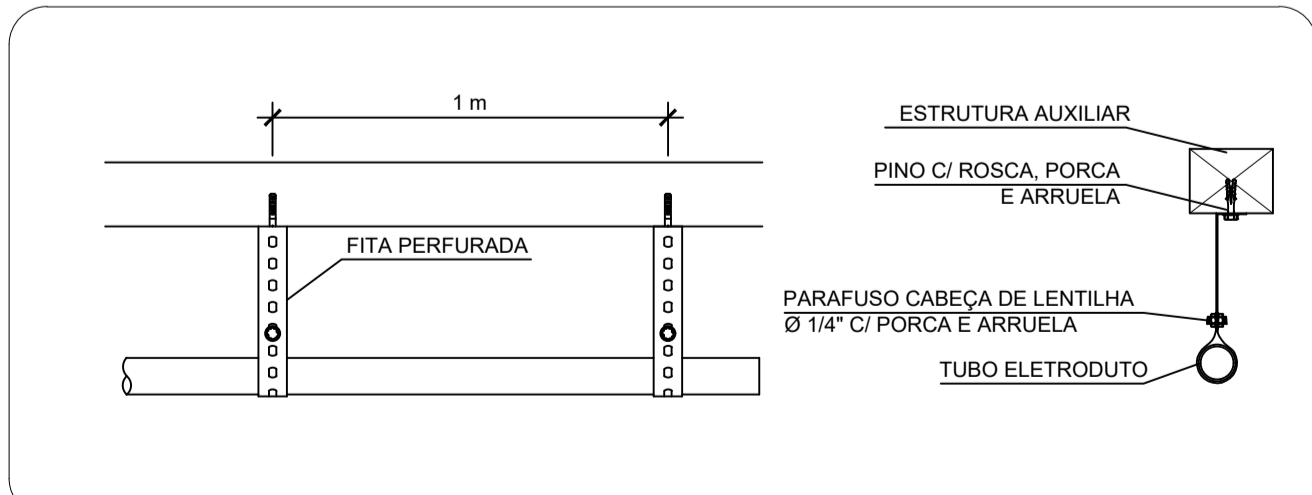 1 m
FITA PERFURADA
ESTRUTURA AUXILIAR
PINO C/ ROSCA, PORCA
E ARRUELA
PARAFUSO CABEÇA DE LENTILHA
Ø 1/4" C/ PORCA E ARRUELA
TUBO ELETRODUTO